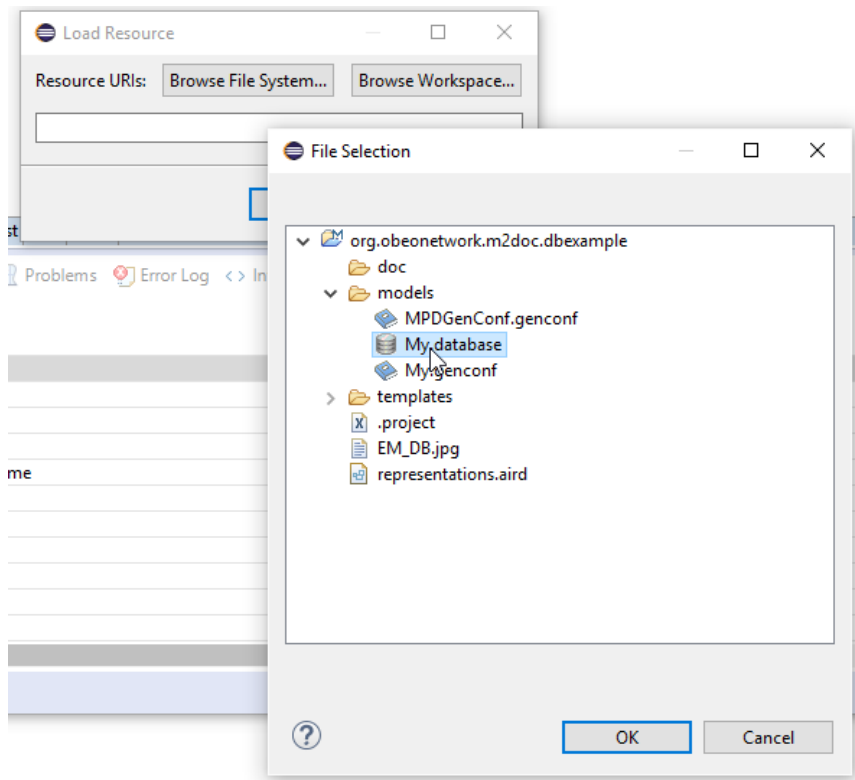 Load Resource
Resource URIs: Browse File System... Browse Workspace...
File Selection
st
Problems Error Log In
me
org.obeonetwork.m2doc.dbexample
doc
models
MPDGenConf.genconf
My.database
My.genconf
templates
.project
EM_DB.jpg
representations.aird
OK Cancel